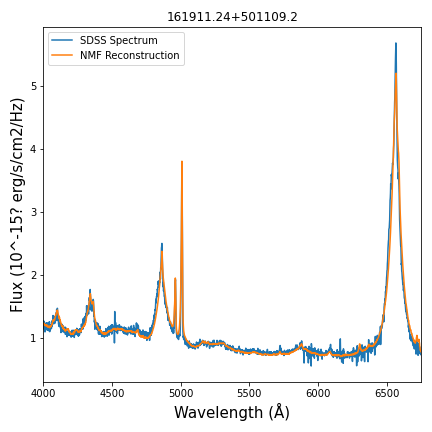 161911.24+501109.2
SDSS Spectrum
NMF Reconstruction
Flux (10^-15? erg/s/cm2/Hz)
5
4
3
2
1
4000 4500 5000 5500 6000 6500
Wavelength (Å)